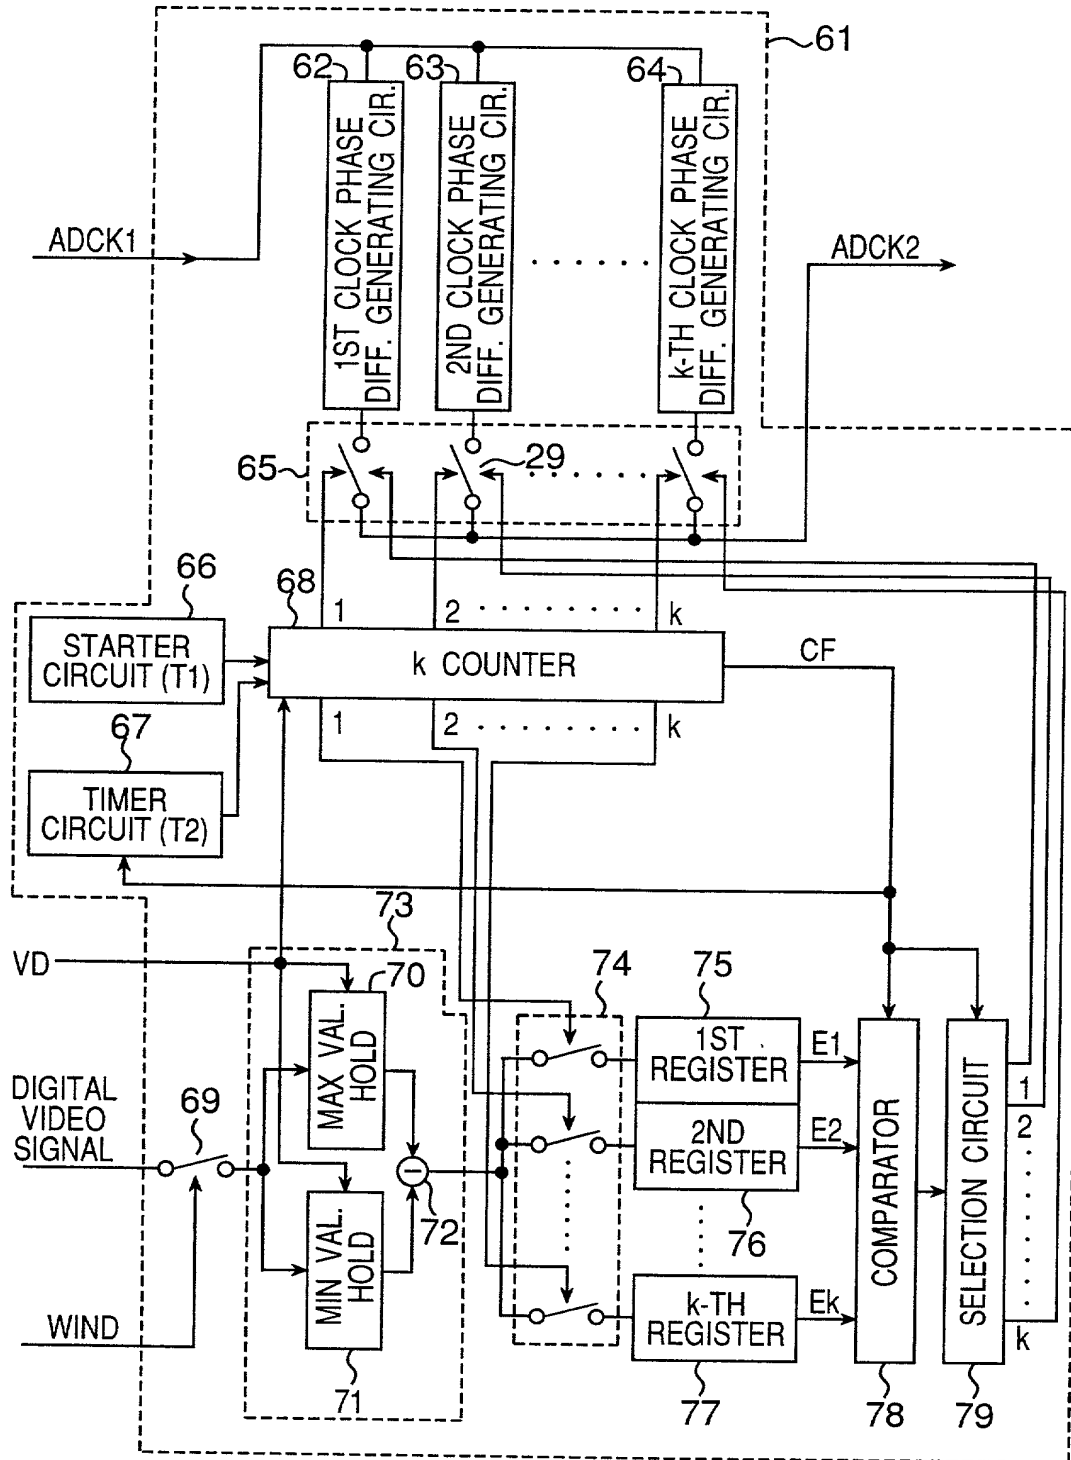 61
62
63
64
1ST CLOCK PHASE
DIFF. GENERATING CIR.
2ND CLOCK PHASE
DIFF. GENERATING CIR.
k-TH CLOCK PHASE
DIFF. GENERATING CIR.
ADCK1
ADCK2
65
29
66
68
1
2
k
STARTER
CIRCUIT (T1)
k COUNTER
CF
67
1
2
k
TIMER
CIRCUIT (T2)
73
VD
70
74
75
MAX VAL.
HOLD
1ST
REGISTER
E1
DIGITAL
VIDEO
SIGNAL
69
COMPARATOR
SELECTION CIRCUIT
1
2ND
REGISTER
E2
2
72
76
MIN VAL.
HOLD
k-TH
REGISTER
Ek
WIND
k
71
77
78
79